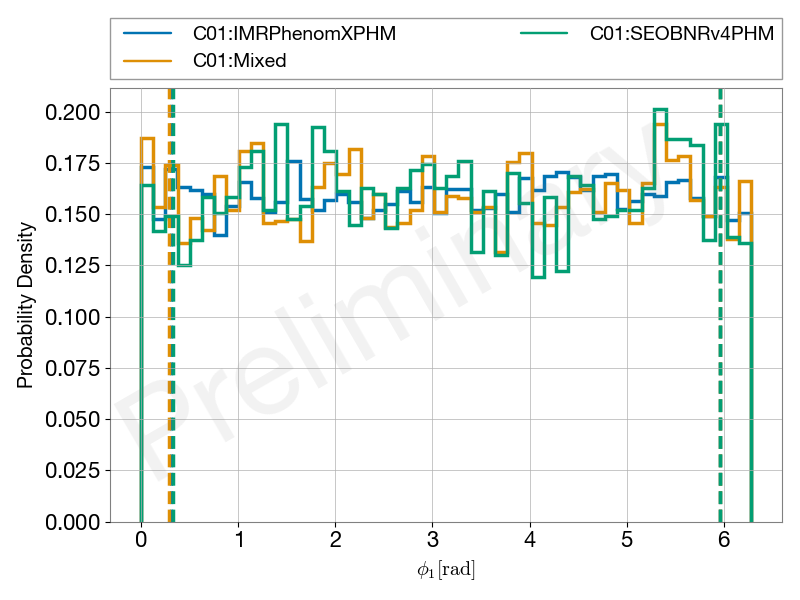 C01:IMRPhenomXPHM
C01:SEOBNRv4PHM
C01:Mixed
0.200
0.175
0.150
0.125
0.100
0.075
0.050
0.025
0.000
Probability Density
Preliminary
0 1 2 3 4 5 6
ϕ₁[rad]